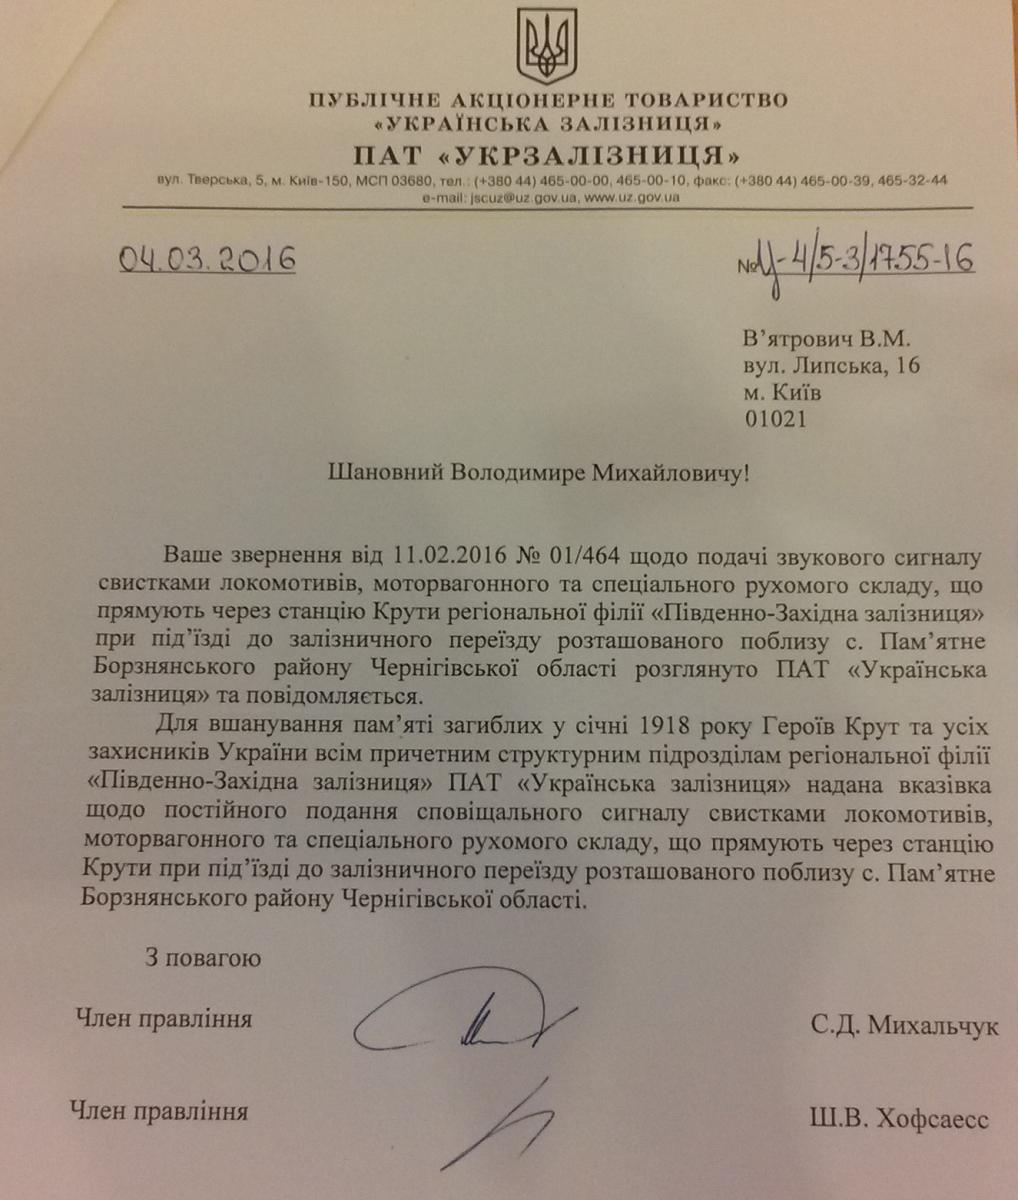 ПУБЛІЧНЕ АКЦІОНЕРНЕ ТОВАРИСТВО
«УКРАЇНСЬКА ЗАЛІЗНИЦЯ»
ПАТ «УКРЗАЛІЗНИЦЯ»
вул. Тверська, 5, м. Київ-150, МСП 03680, тел.: (+380 44) 465-00-00, 465-00-10, факс: (+380 44) 465-00-39, 465-32-44
e-mail: jscuz@uz.gov.ua, www.uz.gov.ua
04.03.2016
№ Ц-4/5-3/1755-16
В’ятрович В.М.
вул. Липська, 16
м. Київ
01021
Шановний Володимире Михайловичу!
Ваше звернення від 11.02.2016 № 01/464 щодо подачі звукового сигналу
свистками локомотивів, моторвагонного та спеціального рухомого складу, що
прямують через станцію Крути регіональної філії «Південно-Західна залізниця»
при під’їзді до залізничного переїзду розташованого поблизу с. Пам’ятне
Борзнянського району Чернігівської області розглянуто ПАТ «Українська
залізниця» та повідомляється.
Для вшанування пам’яті загиблих у січні 1918 року Героїв Крут та усіх
захисників України всім причетним структурним підрозділам регіональної філії
«Південно-Західна залізниця» ПАТ «Українська залізниця» надана вказівка
щодо постійного подання сповіщального сигналу свистками локомотивів,
моторвагонного та спеціального рухомого складу, що прямують через станцію
Крути при під’їзді до залізничного переїзду розташованого поблизу с. Пам’ятне
Борзнянського району Чернігівської області.
З повагою
Член правління
С.Д. Михальчук
Член правління
Ш.В. Хофсаесс